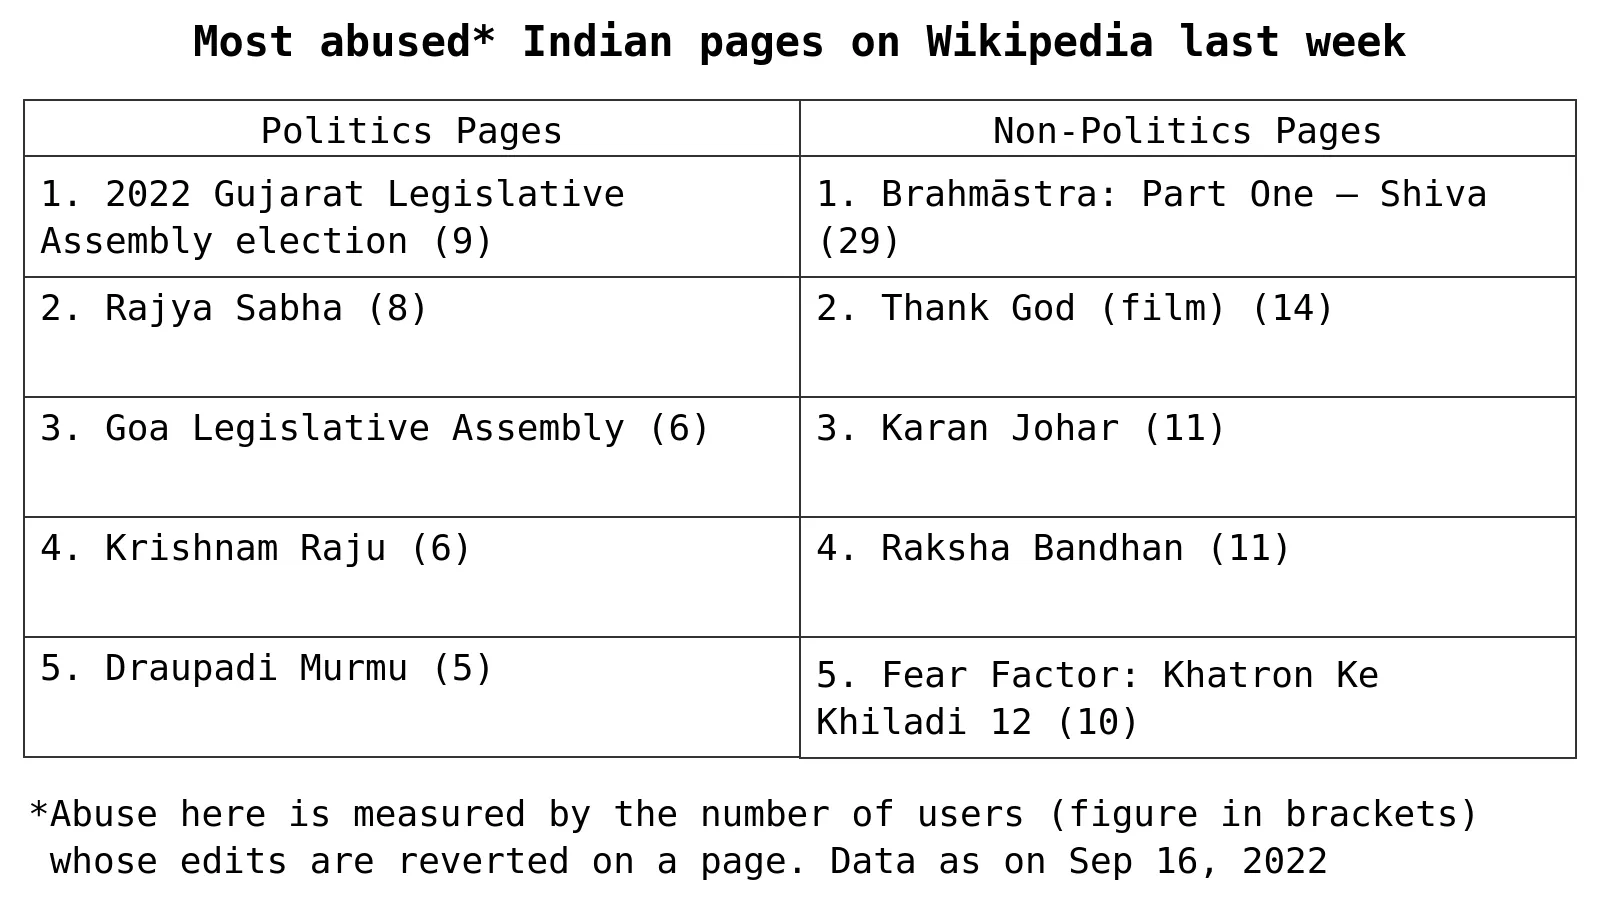 Most abused* Indian pages on Wikipedia last week
Politics Pages
Non-Politics Pages
1. 2022 Gujarat Legislative
Assembly election (9)
1. Brahmāstra: Part One – Shiva
(29)
2. Rajya Sabha (8)
2. Thank God (film) (14)
3. Goa Legislative Assembly (6)
3. Karan Johar (11)
4. Krishnam Raju (6)
4. Raksha Bandhan (11)
5. Draupadi Murmu (5)
5. Fear Factor: Khatron Ke
Khiladi 12 (10)
*Abuse here is measured by the number of users (figure in brackets)
whose edits are reverted on a page. Data as on Sep 16, 2022